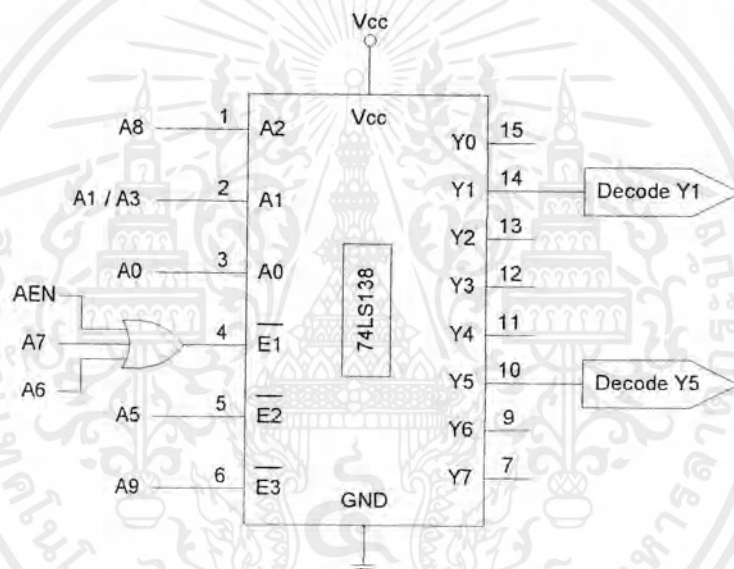 Vcc
Vcc
A8 1 A2
Y0 15
A1 / A3 2 A1
Y1 14 Decode Y1
Y2 13
A0 3 A0
Y3 12
AEN
74LS138
A7 4 E1
Y4 11
A6
Y5 10 Decode Y5
A5 5 E2
Y6 9
A9 6 E3
Y7 7
GND